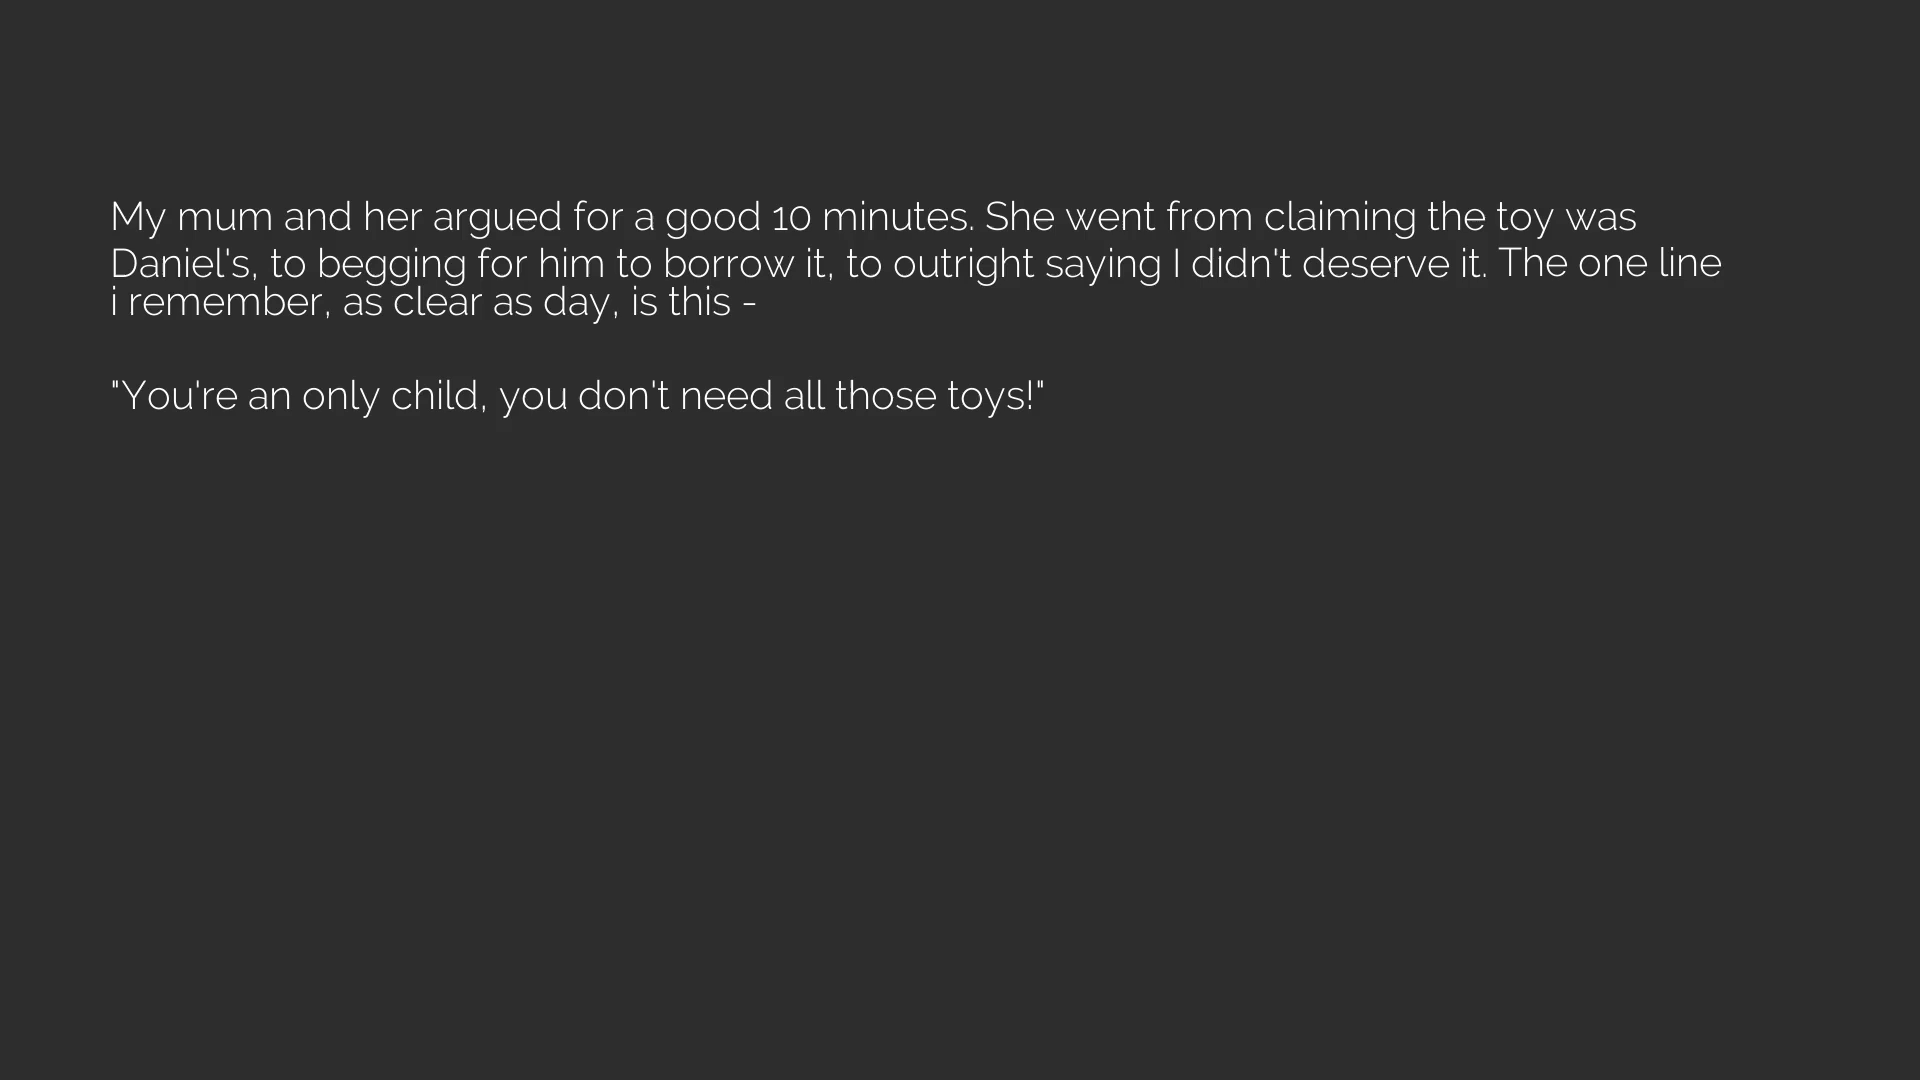 My mum and her argued for a good 10 minutes. She went from claiming the toy was
Daniel's, to begging for him to borrow it, to outright saying I didn't deserve it. The one line
i remember, as clear as day, is this -
"You're an only child, you don't need all those toys!"